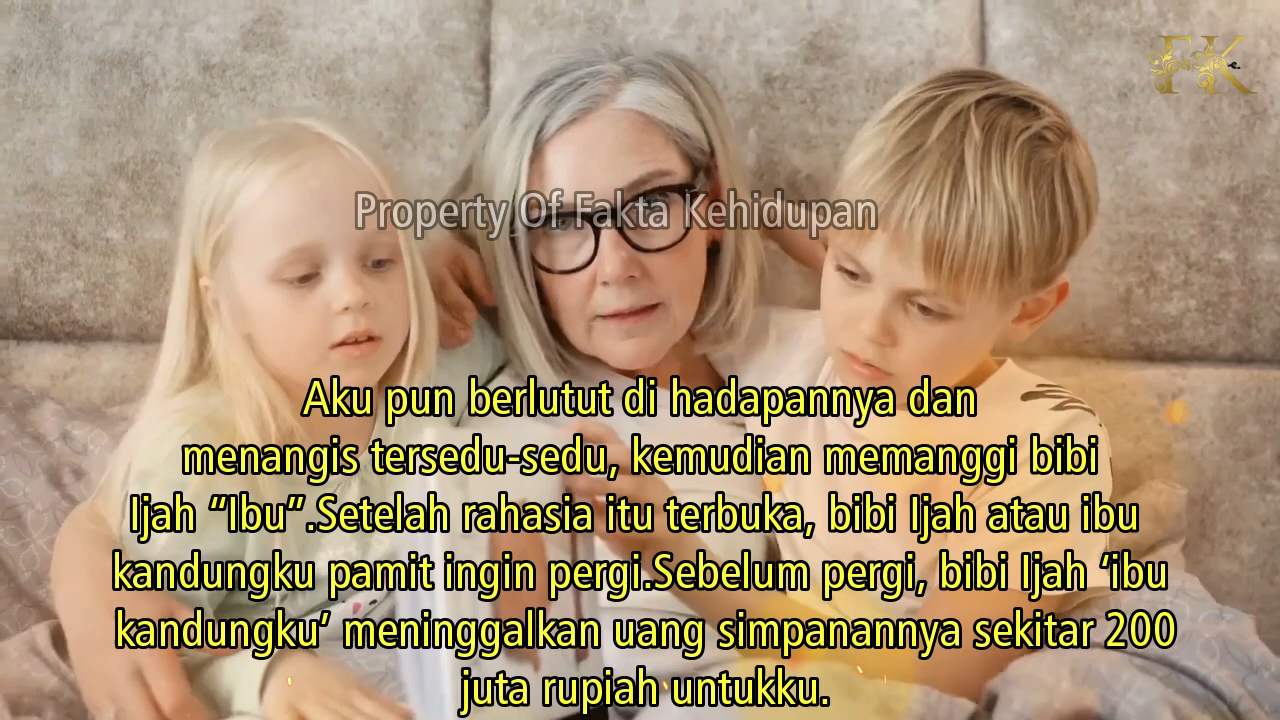 FK
Property Of Fakta Kehidupan
Aku pun berlutut di hadapannya dan
menangis tersedu-sedu, kemudian memanggi bibi
Ijah “Ibu”.Setelah rahasia itu terbuka, bibi Ijah atau ibu
kandungku pamit ingin pergi.Sebelum pergi, bibi Ijah ‘ibu
kandungku’ meninggalkan uang simpanannya sekitar 200
juta rupiah untukku.